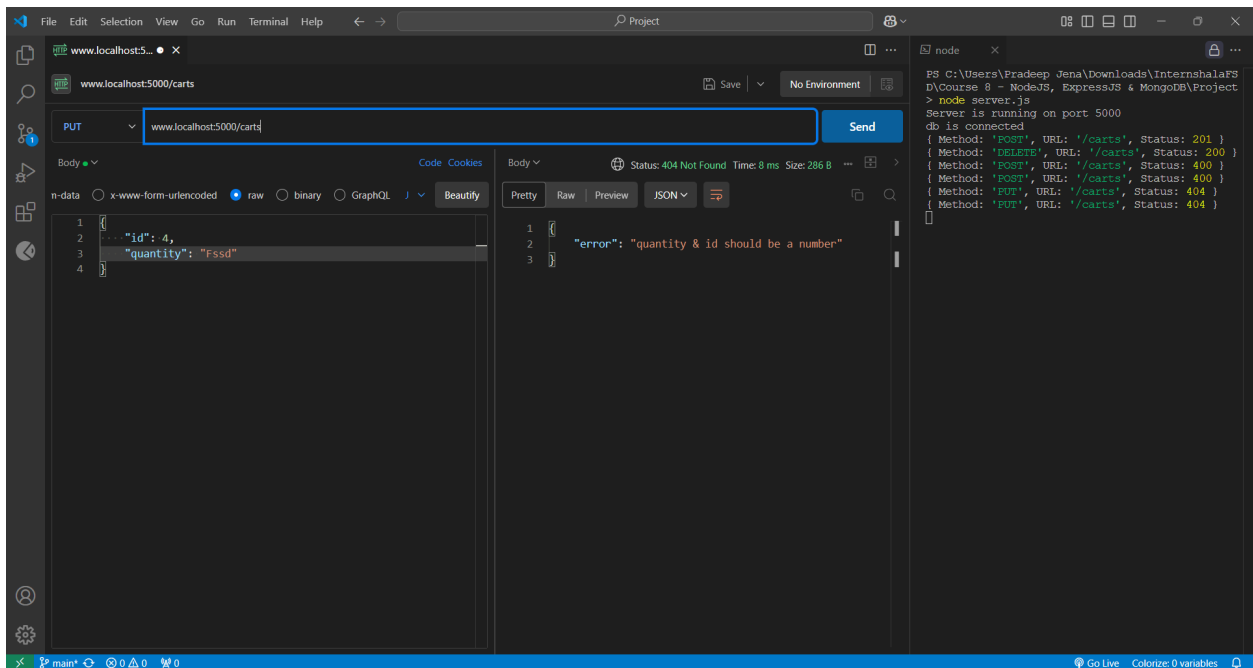 File Edit Selection View Go Run Terminal Help
Project
www.localhost:5...
node
www.localhost:5000/carts
Save
No Environment
PUT
www.localhost:5000/carts
Send
Body
Code Cookies
n-data
x-www-form-urlencoded
raw
binary
GraphQL
Beautify
1 {
2 ····"id":·4,
3 "quantity": "Fssd"
4 }
Body
Status: 404 Not Found Time: 8 ms Size: 286 B
Pretty Raw Preview JSON
1 {
2 "error": "quantity & id should be a number"
3 }
PS C:\Users\Pradeep Jena\Downloads\InternshalaFS
D\Course 8 - NodeJS, ExpressJS & MongoDB\Project
> node server.js
Server is running on port 5000
db is connected
{ Method: 'POST', URL: '/carts', Status: 201 }
{ Method: 'DELETE', URL: '/carts', Status: 200 }
{ Method: 'POST', URL: '/carts', Status: 400 }
{ Method: 'POST', URL: '/carts', Status: 400 }
{ Method: 'PUT', URL: '/carts', Status: 404 }
{ Method: 'PUT', URL: '/carts', Status: 404 }
1
main* 0 0 0
Go Live Colorize: 0 variables